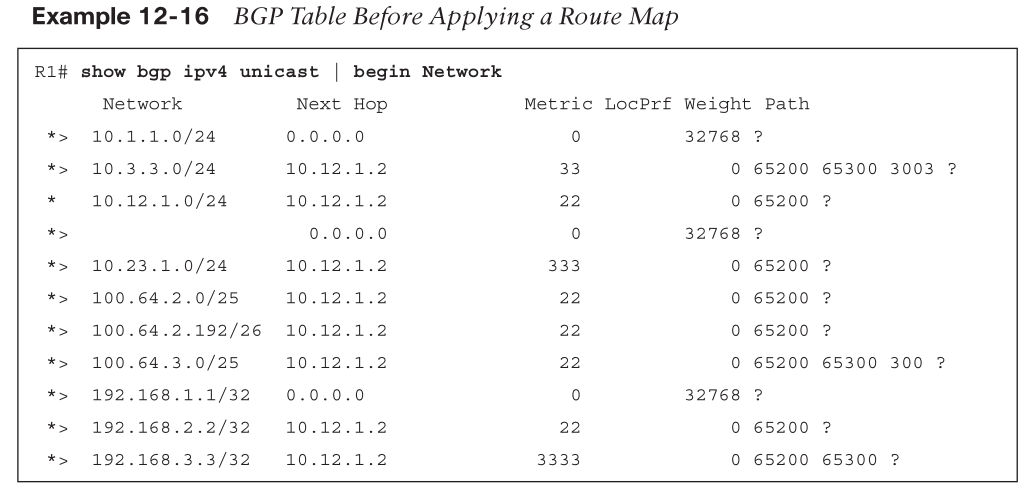 Example 12-16 BGP Table Before Applying a Route Map
R1# show bgp ipv4 unicast | begin Network
Network Next Hop Metric LocPrf Weight Path
*> 10.1.1.0/24 0.0.0.0 0 32768 ?
*> 10.3.3.0/24 10.12.1.2 33 0 65200 65300 3003 ?
* 10.12.1.0/24 10.12.1.2 22 0 65200 ?
*> 0.0.0.0 0 32768 ?
*> 10.23.1.0/24 10.12.1.2 333 0 65200 ?
*> 100.64.2.0/25 10.12.1.2 22 0 65200 ?
*> 100.64.2.192/26 10.12.1.2 22 0 65200 ?
*> 100.64.3.0/25 10.12.1.2 22 0 65200 65300 300 ?
*> 192.168.1.1/32 0.0.0.0 0 32768 ?
*> 192.168.2.2/32 10.12.1.2 22 0 65200 ?
*> 192.168.3.3/32 10.12.1.2 3333 0 65200 65300 ?